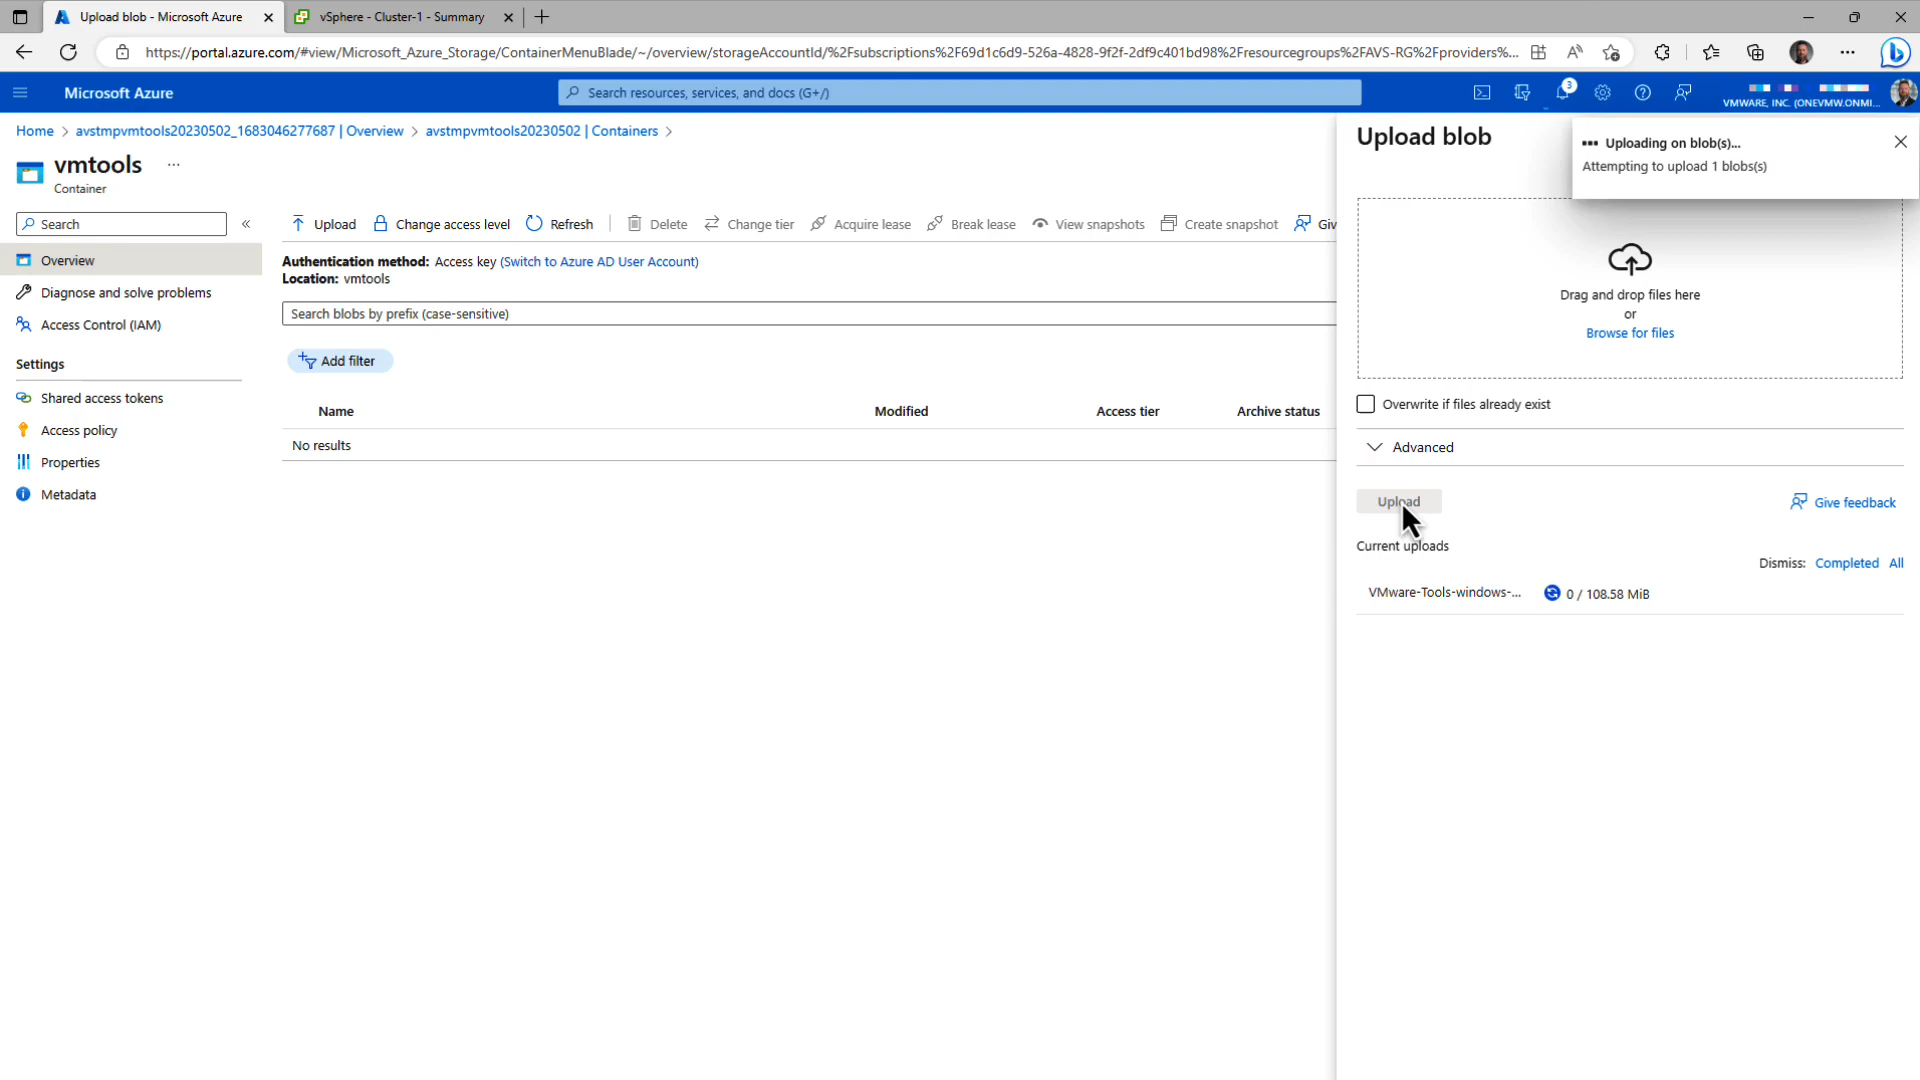 Upload blob - Microsoft Azure
vSphere - Cluster-1 - Summary
https://portal.azure.com/#view/Microsoft_Azure_Storage/ContainerMenuBlade/~/overview/storageAccountId/%2Fsubscriptions%2F69d1c6d9-526a-4828-9f2f-2df9c401bd98%2Fresourcegroups%2FAVS-RG%2Fproviders%...
Microsoft Azure
Search resources, services, and docs (G+/)
3
VMWARE, INC. (ONEVMW.ONMI...
Home > avstmpvmtools20230502_1683046277687 | Overview > avstmpvmtools20230502 | Containers >
vmtools ...
Container
Search
«
Overview
Diagnose and solve problems
Access Control (IAM)
Settings
Shared access tokens
Access policy
Properties
Metadata
Upload Change access level Refresh Delete Change tier Acquire lease Break lease View snapshots Create snapshot Giv
Authentication method: Access key (Switch to Azure AD User Account)
Location: vmtools
Search blobs by prefix (case-sensitive)
Add filter
Name Modified Access tier Archive status
No results
Upload blob
Uploading on blob(s)...
Attempting to upload 1 blobs(s)
Drag and drop files here
or
Browse for files
Overwrite if files already exist
Advanced
Upload
Give feedback
Current uploads
Dismiss: Completed All
VMware-Tools-windows-... 0 / 108.58 MiB